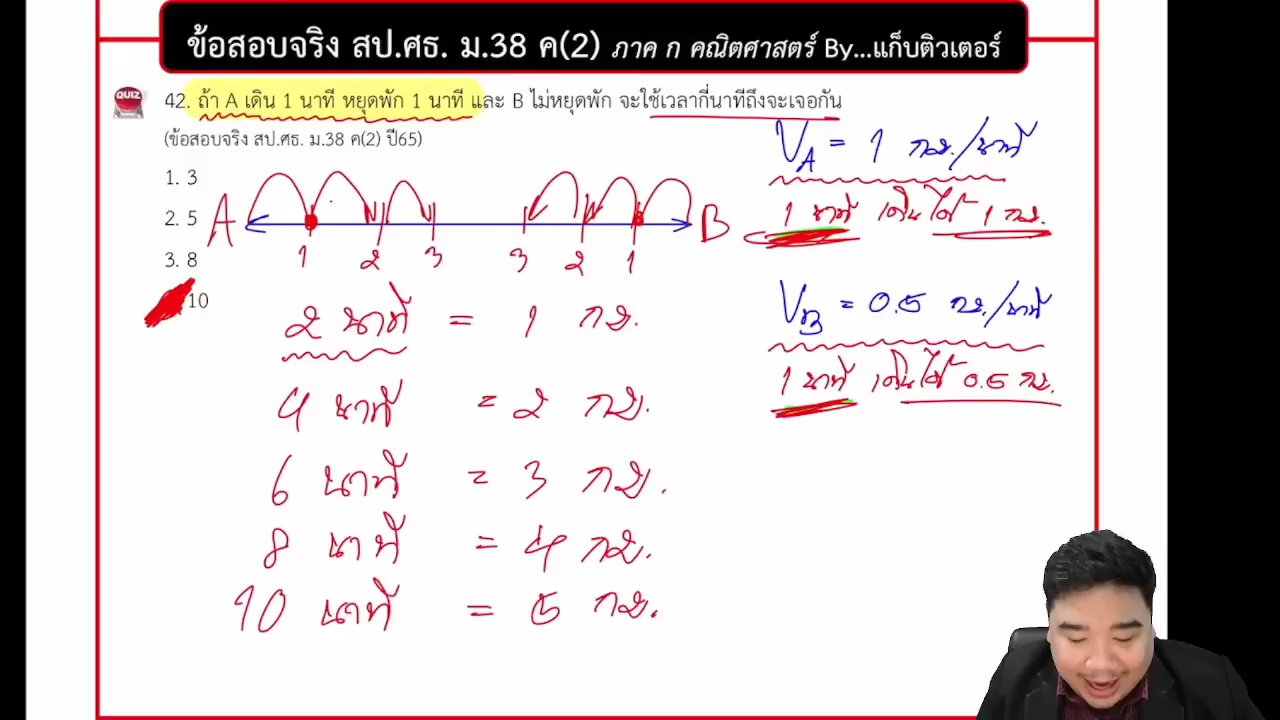 ข้อสอบจริง สป.ศธ. ม.38 ค(2) ภาค ก คณิตศาสตร์ By...แก็บติวเตอร์
QUIZ
42. ถ้า A เดิน 1 นาที หยุดพัก 1 นาที และ B ไม่หยุดพัก จะใช้เวลากี่นาทีถึงจะเจอกัน
(ข้อสอบจริง สป.ศธ. ม.38 ค(2) ปี65)
1. 3
2. 5
3. 8
10
A B
1 2 3 3 2 1
2 นาที = 1 กม.
4 นาที = 2 กม.
6 นาที = 3 กม.
8 นาที = 4 กม.
10 นาที = 5 กม.
VA = 1 กม./นาที
1 นาที เดินได้ 1 กม.
VB = 0.5 กม./นาที
1 นาที เดินได้ 0.5 กม.